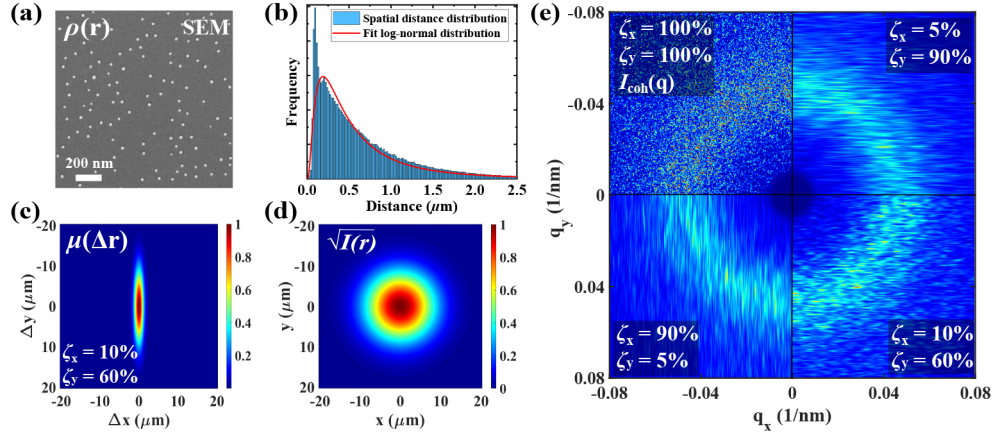 (a)
ρ(r)
SEM
200 nm
(b)
Spatial distance distribution
Fit log-normal distribution
Frequency
0.0 0.5 1.0 1.5 2.0 2.5
Distance (μm)
(c)
μ(Δr)
-20
-10
0
10
20
Δy (μm)
ζx = 10%
ζy = 60%
-20 -10 0 10 20
Δx (μm)
1
0.8
0.6
0.4
0.2
0
(d)
√I(r)
-20
-10
0
10
20
y (μm)
-20 -10 0 10 20
x (μm)
1
0.8
0.6
0.4
0.2
0
(e)
ζx = 100%
ζy = 100%
Icoh(q)
ζx = 5%
ζy = 90%
ζx = 90%
ζy = 5%
ζx = 10%
ζy = 60%
-0.08
-0.04
0
0.04
0.08
qy (1/nm)
-0.08 -0.04 0 0.04 0.08
qx (1/nm)